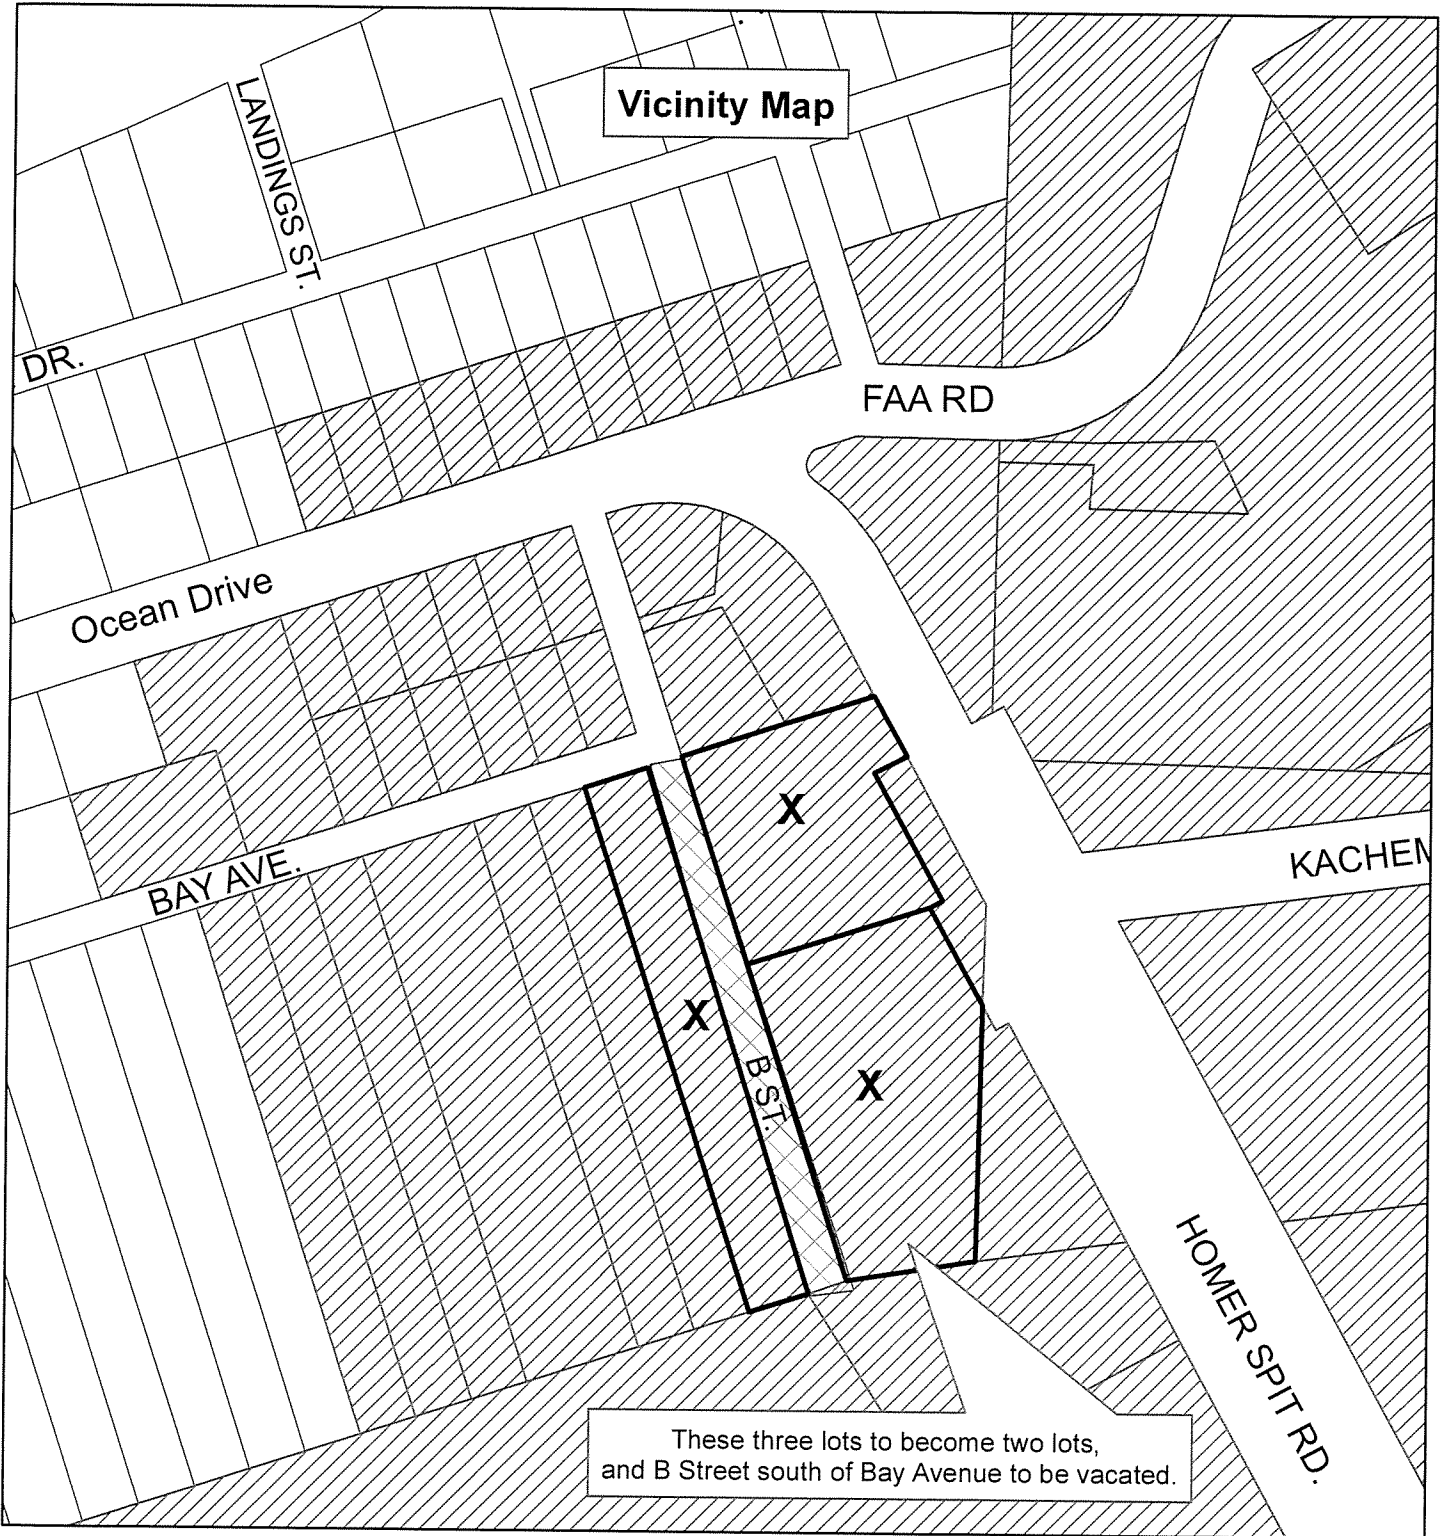 Vicinity Map
LANDINGS ST.
DR.
FAA RD
Ocean Drive
BAY AVE.
KACHEM
X
X
X
B ST.
HOMER SPIT RD.
These three lots to become two lots,
and B Street south of Bay Avenue to be vacated.